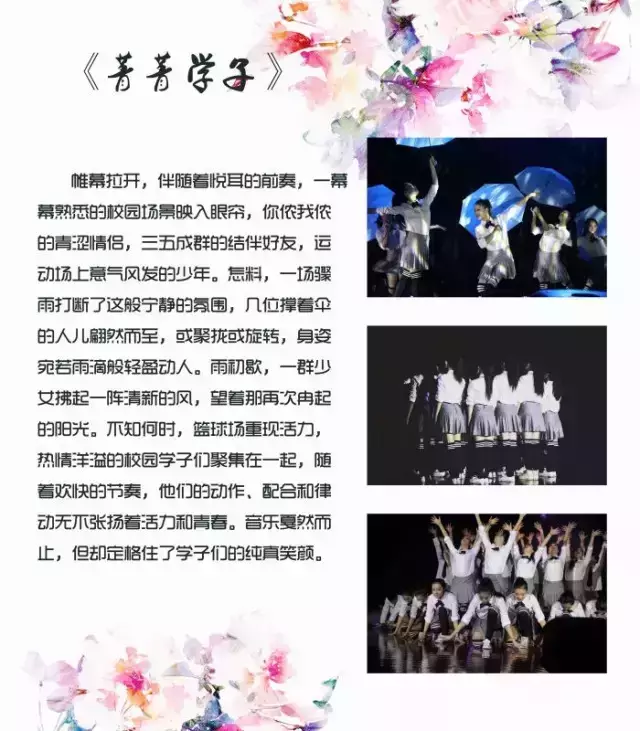 《菁菁学子》
帷幕拉开，伴随着悦耳的前奏，一幕
幕熟悉的校园场景映入眼帘，你侬我侬
的青涩情侣，三五成群的结伴好友，运
动场上意气风发的少年。怎料，一场骤
雨打断了这般宁静的氛围，几位撑着伞
的人儿翩然而至，或聚拢或旋转，身姿
宛若雨滴般轻盈动人。雨初歇，一群少
女拂起一阵清新的风，望着那再次冉起
的阳光。不知何时，篮球场重现活力，
热情洋溢的校园学子们聚集在一起，随
着欢快的节奏，他们的动作、配合和律
动无不张扬着活力和青春。音乐戛然而
止，但却定格住了学子们的纯真笑颜。